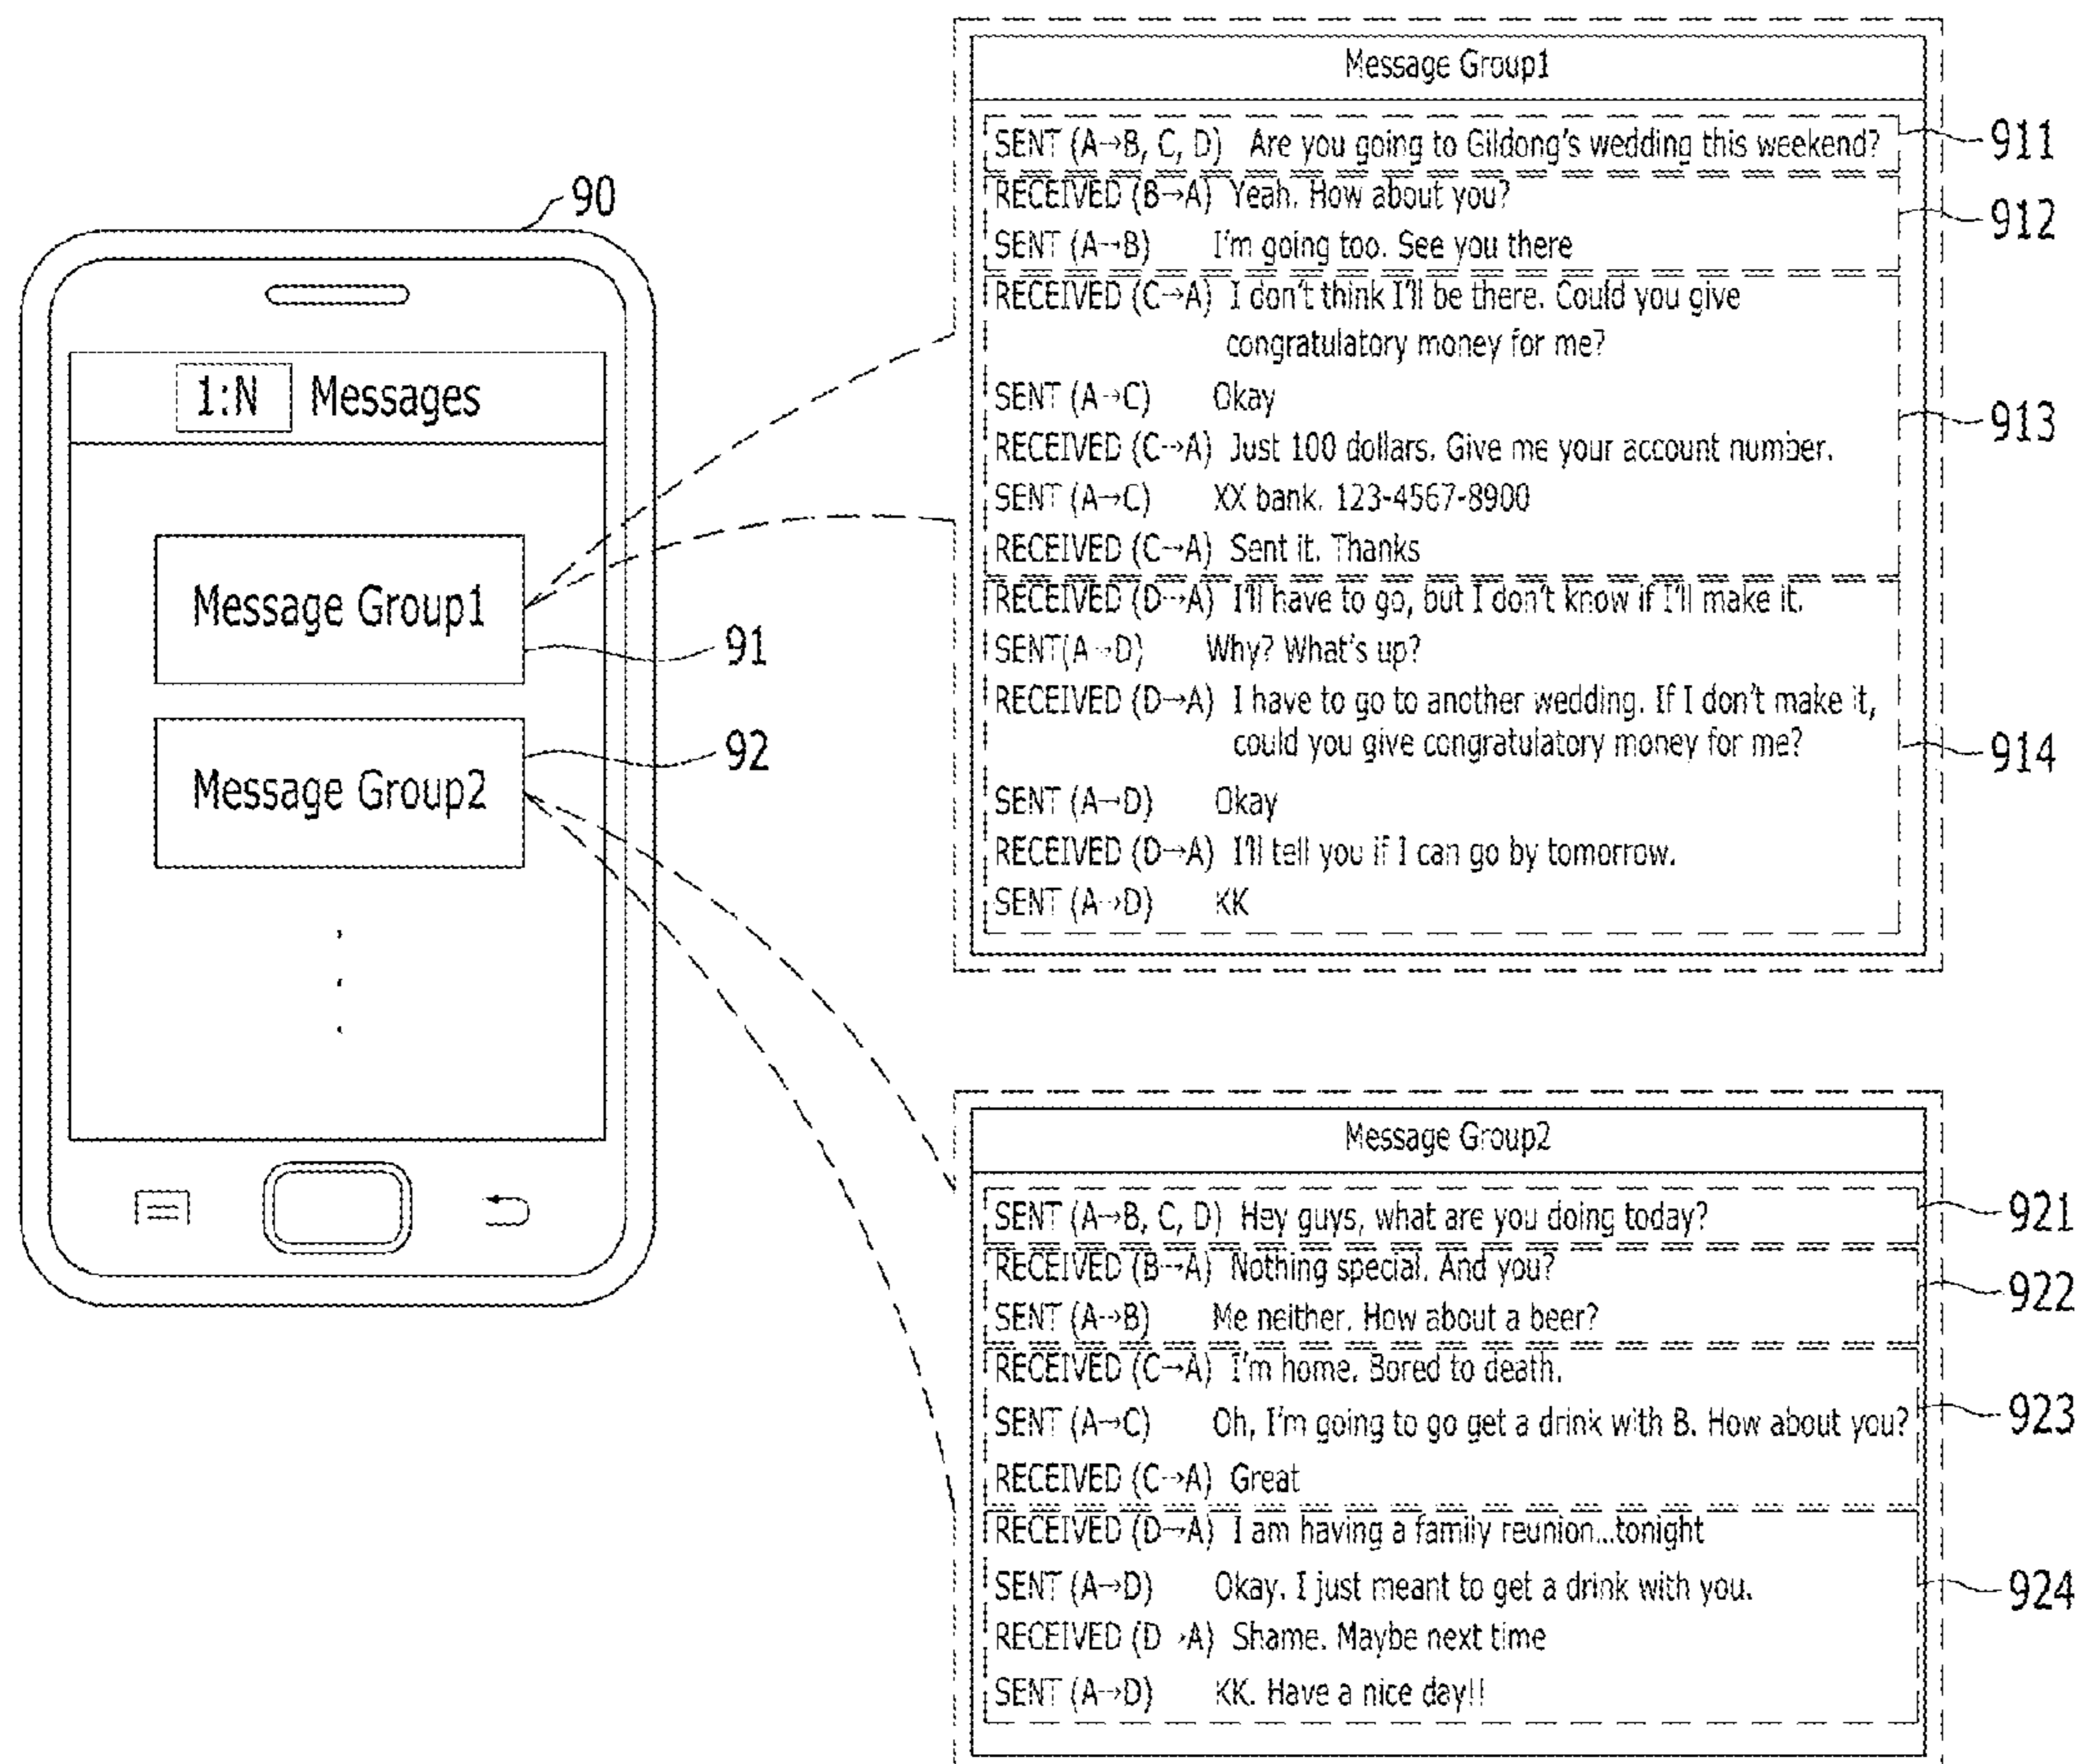 90
1:N Messages
Message Group1
91
Message Group2
92
Message Group1
SENT (A→B, C, D) Are you going to Gildong's wedding this weekend?
911
RECEIVED (B→A) Yeah. How about you?
SENT (A→B) I'm going too. See you there
912
RECEIVED (C→A) I don't think I'll be there. Could you give
congratulatory money for me?
SENT (A→C) Okay
RECEIVED (C→A) Just 100 dollars. Give me your account number.
SENT (A→C) XX bank. 123-4567-8900
RECEIVED (C→A) Sent it. Thanks
913
RECEIVED (D→A) I'll have to go, but I don't know if I'll make it.
SENT(A→D) Why? What's up?
RECEIVED (D→A) I have to go to another wedding. If I don't make it,
could you give congratulatory money for me?
SENT (A→D) Okay
RECEIVED (D→A) I'll tell you if I can go by tomorrow.
SENT (A→D) KK
914
Message Group2
SENT (A→B, C, D) Hey guys, what are you doing today?
921
RECEIVED (B→A) Nothing special. And you?
SENT (A→B) Me neither. How about a beer?
922
RECEIVED (C→A) I'm home. Bored to death.
SENT (A→C) Oh, I'm going to go get a drink with B. How about you?
RECEIVED (C→A) Great
923
RECEIVED (D→A) I am having a family reunion...tonight
SENT (A→D) Okay. I just meant to get a drink with you.
RECEIVED (D→A) Shame. Maybe next time
SENT (A→D) KK. Have a nice day!!
924